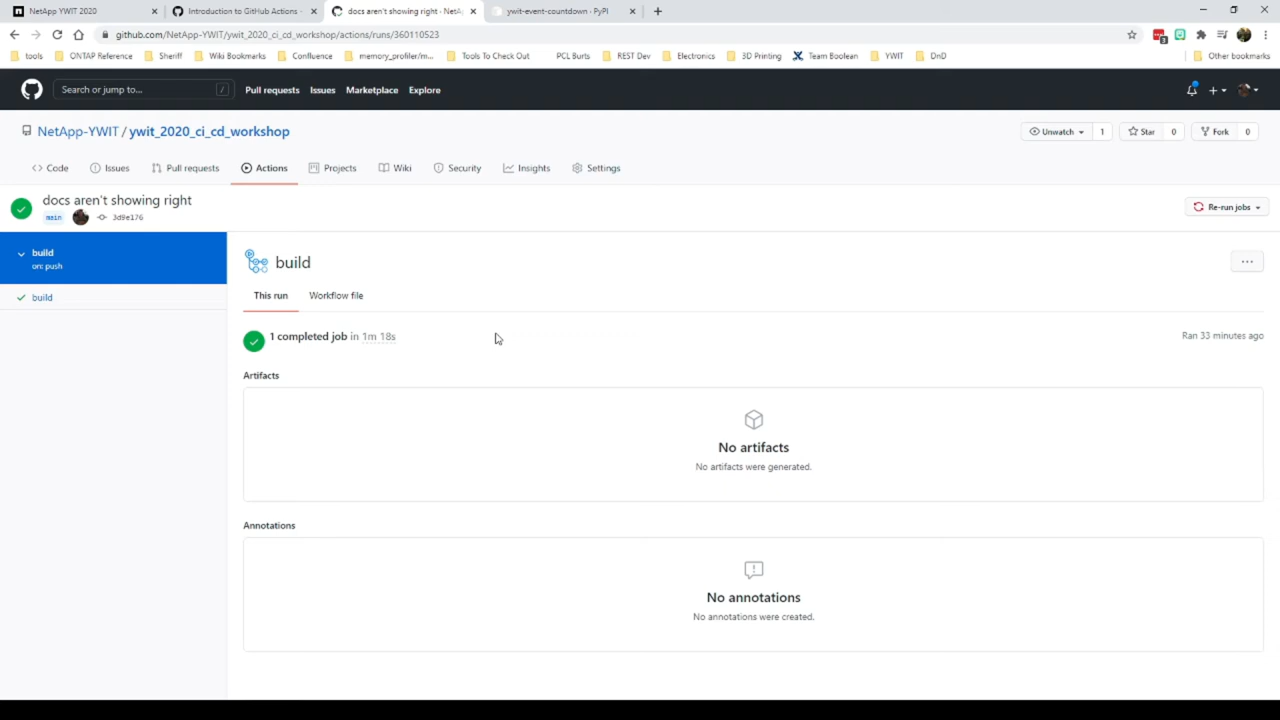 NetApp YWIT 2020
Introduction to GitHub Actions -
docs aren't showing right · NetA
ywit-event-countdown · PyPI
github.com/NetApp-YWIT/ywit_2020_ci_cd_workshop/actions/runs/360110523
3
tools
ONTAP Reference
Sheriff
Wiki Bookmarks
Confluence
memory_profiler/m...
Tools To Check Out
PCL Burts
REST Dev
Electronics
3D Printing
Team Boolean
YWIT
DnD
Other bookmarks
Search or jump to...
/
Pull requests
Issues
Marketplace
Explore
NetApp-YWIT / ywit_2020_ci_cd_workshop
Unwatch 1
Star 0
Fork 0
Code
Issues
Pull requests
Actions
Projects
Wiki
Security
Insights
Settings
docs aren't showing right
main 3d9e176
Re-run jobs
build
on: push
build
build
...
This run
Workflow file
1 completed job in 1m 18s
Ran 33 minutes ago
Artifacts
No artifacts
No artifacts were generated.
Annotations
No annotations
No annotations were created.